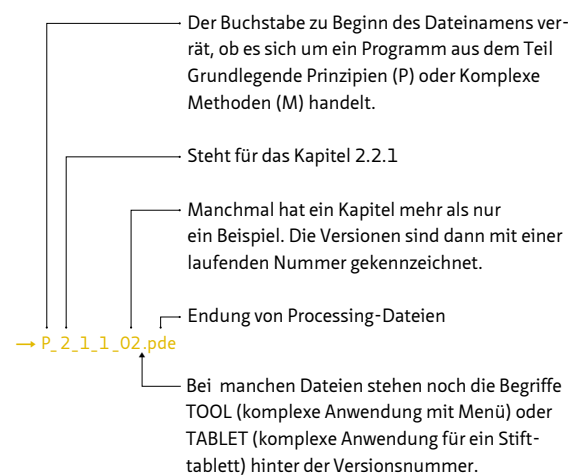 Der Buchstabe zu Beginn des Dateinamens ver-
rät, ob es sich um ein Programm aus dem Teil
Grundlegende Prinzipien (P) oder Komplexe
Methoden (M) handelt.
Steht für das Kapitel 2.2.1
Manchmal hat ein Kapitel mehr als nur
ein Beispiel. Die Versionen sind dann mit einer
laufenden Nummer gekennzeichnet.
Endung von Processing-Dateien
→ P_2_1_1_02.pde
Bei manchen Dateien stehen noch die Begriffe
TOOL (komplexe Anwendung mit Menü) oder
TABLET (komplexe Anwendung für ein Stift-
tablett) hinter der Versionsnummer.